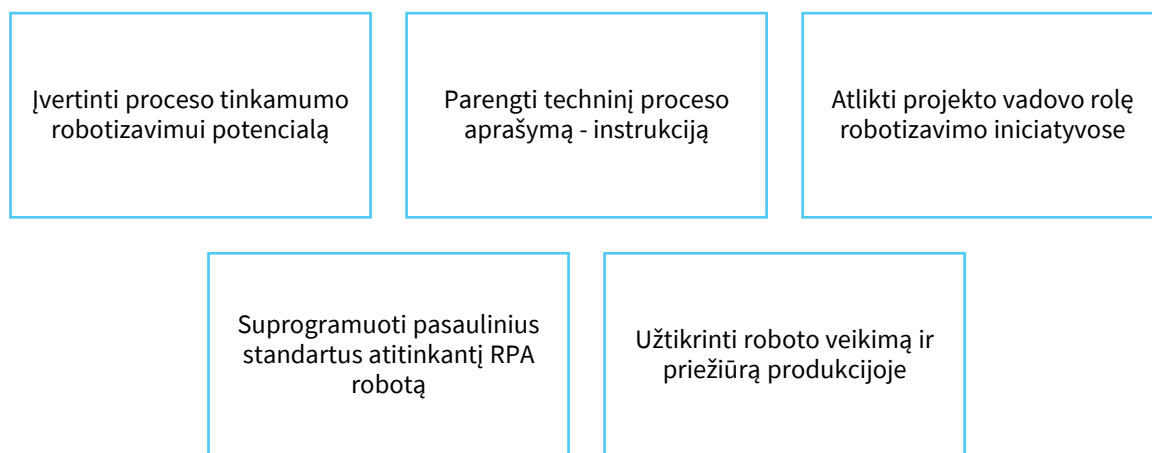 Įvertinti proceso tinkamumo
robotizavimui potencialą
Parengti techninį proceso
aprašymą - instrukciją
Atlikti projekto vadovo rolę
robotizavimo iniciatyvose
Suprogramuoti pasaulinius
standartus atitinkantį RPA
robotą
Užtikrinti roboto veikimą ir
priežiūrą produkcijoje